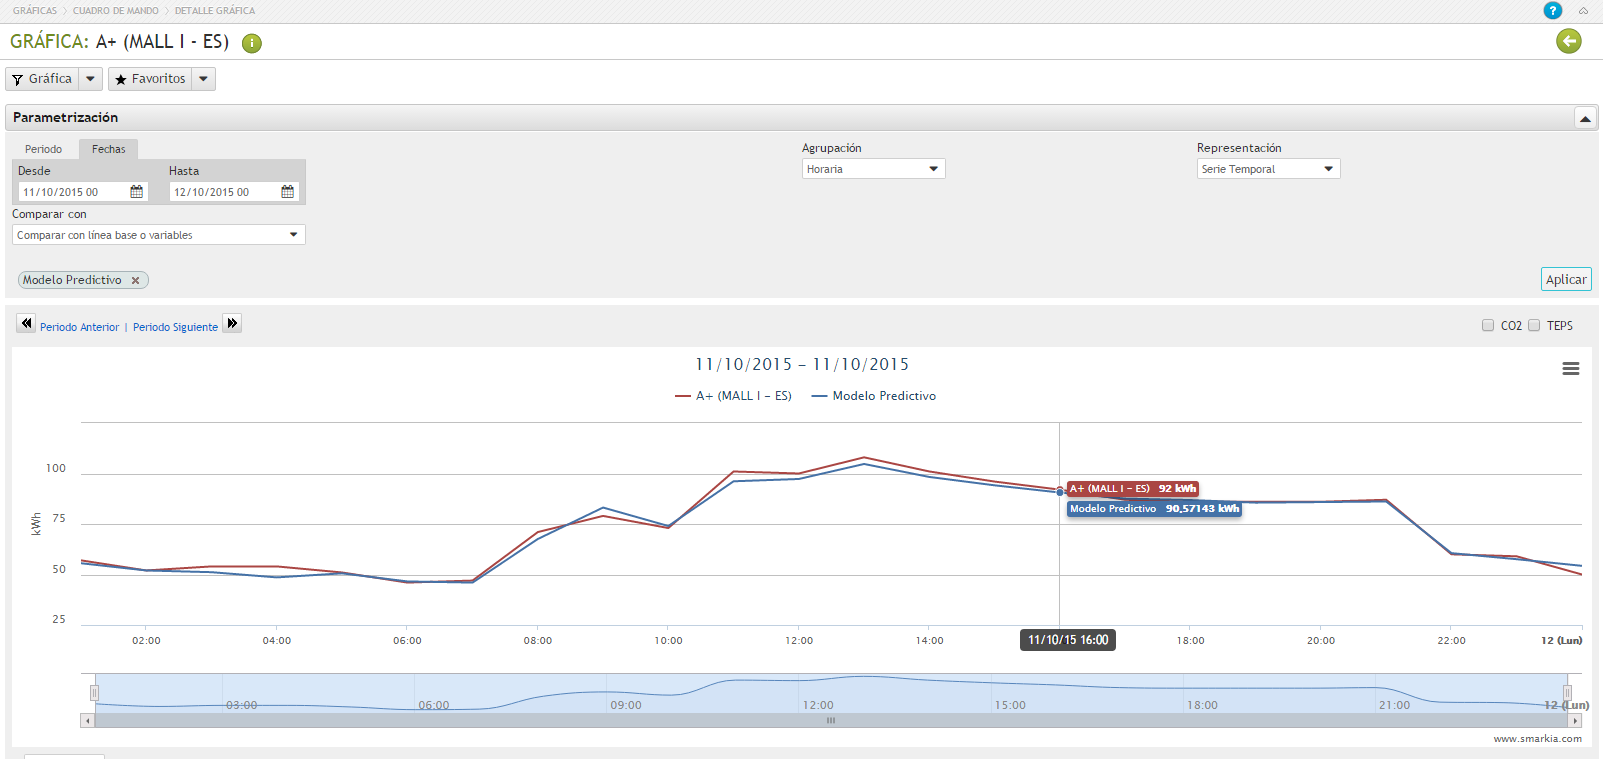 GRÁFICAS > CUADRO DE MANDO > DETALLE GRÁFICA
?
GRÁFICA: A+ (MALL I - ES) i
Gráfica Favoritos
Parametrización
Periodo Fechas
Agrupación
Representación
Desde Hasta
Horaria
Serie Temporal
11/10/2015 00 12/10/2015 00
Comparar con
Comparar con línea base o variables
Modelo Predictivo ×
Aplicar
Periodo Anterior | Periodo Siguiente
CO2 TEPS
11/10/2015 – 11/10/2015
A+ (MALL I – ES) Modelo Predictivo
kWh
100
75
50
25
A+ (MALL I – ES) 92 kWh
Modelo Predictivo 90,57143 kWh
02:00 04:00 06:00 08:00 10:00 12:00 14:00 11/10/15 16:00 18:00 20:00 22:00 12 (Lun)
03:00 06:00 09:00 12:00 15:00 18:00 21:00 12 (Lun)
www.smarkia.com